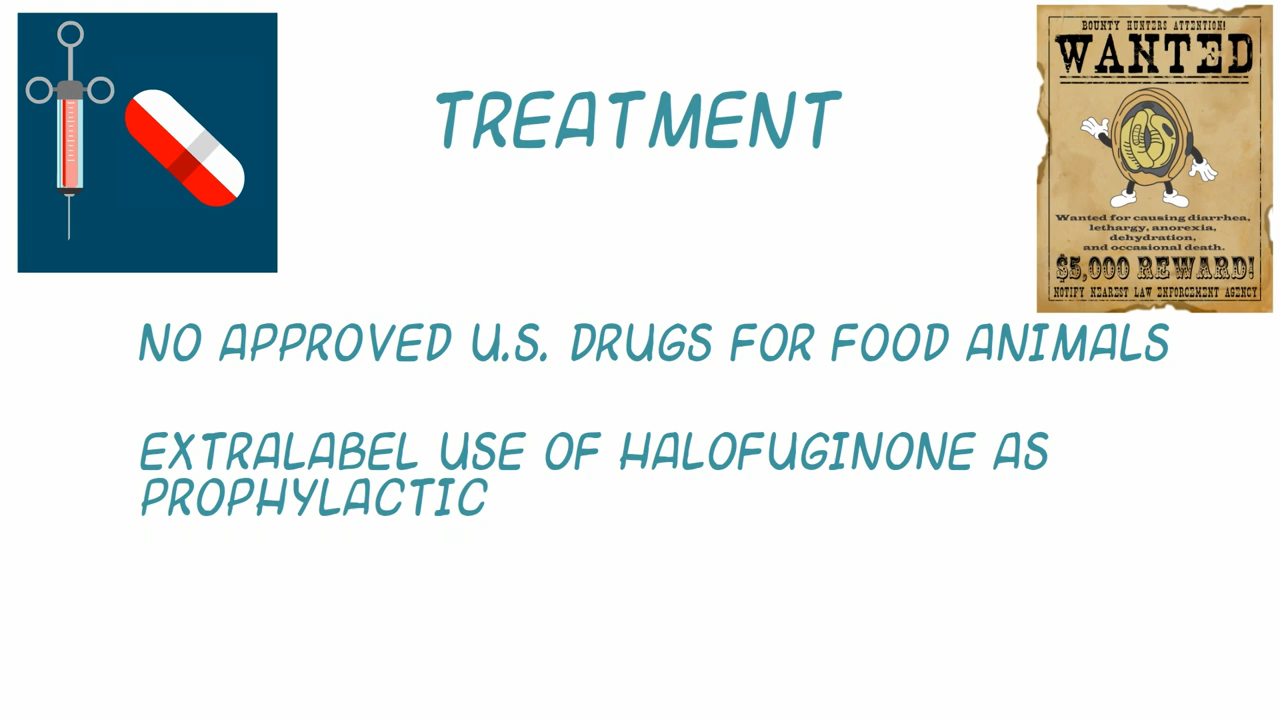 TREATMENT
BOUNTY HUNTERS ATTENTION!
WANTED
Wanted for causing diarrhea,
lethargy, anorexia,
dehydration,
and occasional death.
$5,000 REWARD!
NOTIFY NEAREST LAW ENFORCEMENT AGENCY
NO APPROVED U.S. DRUGS FOR FOOD ANIMALS
EXTRALABEL USE OF HALOFUGINONE AS
PROPHYLACTIC